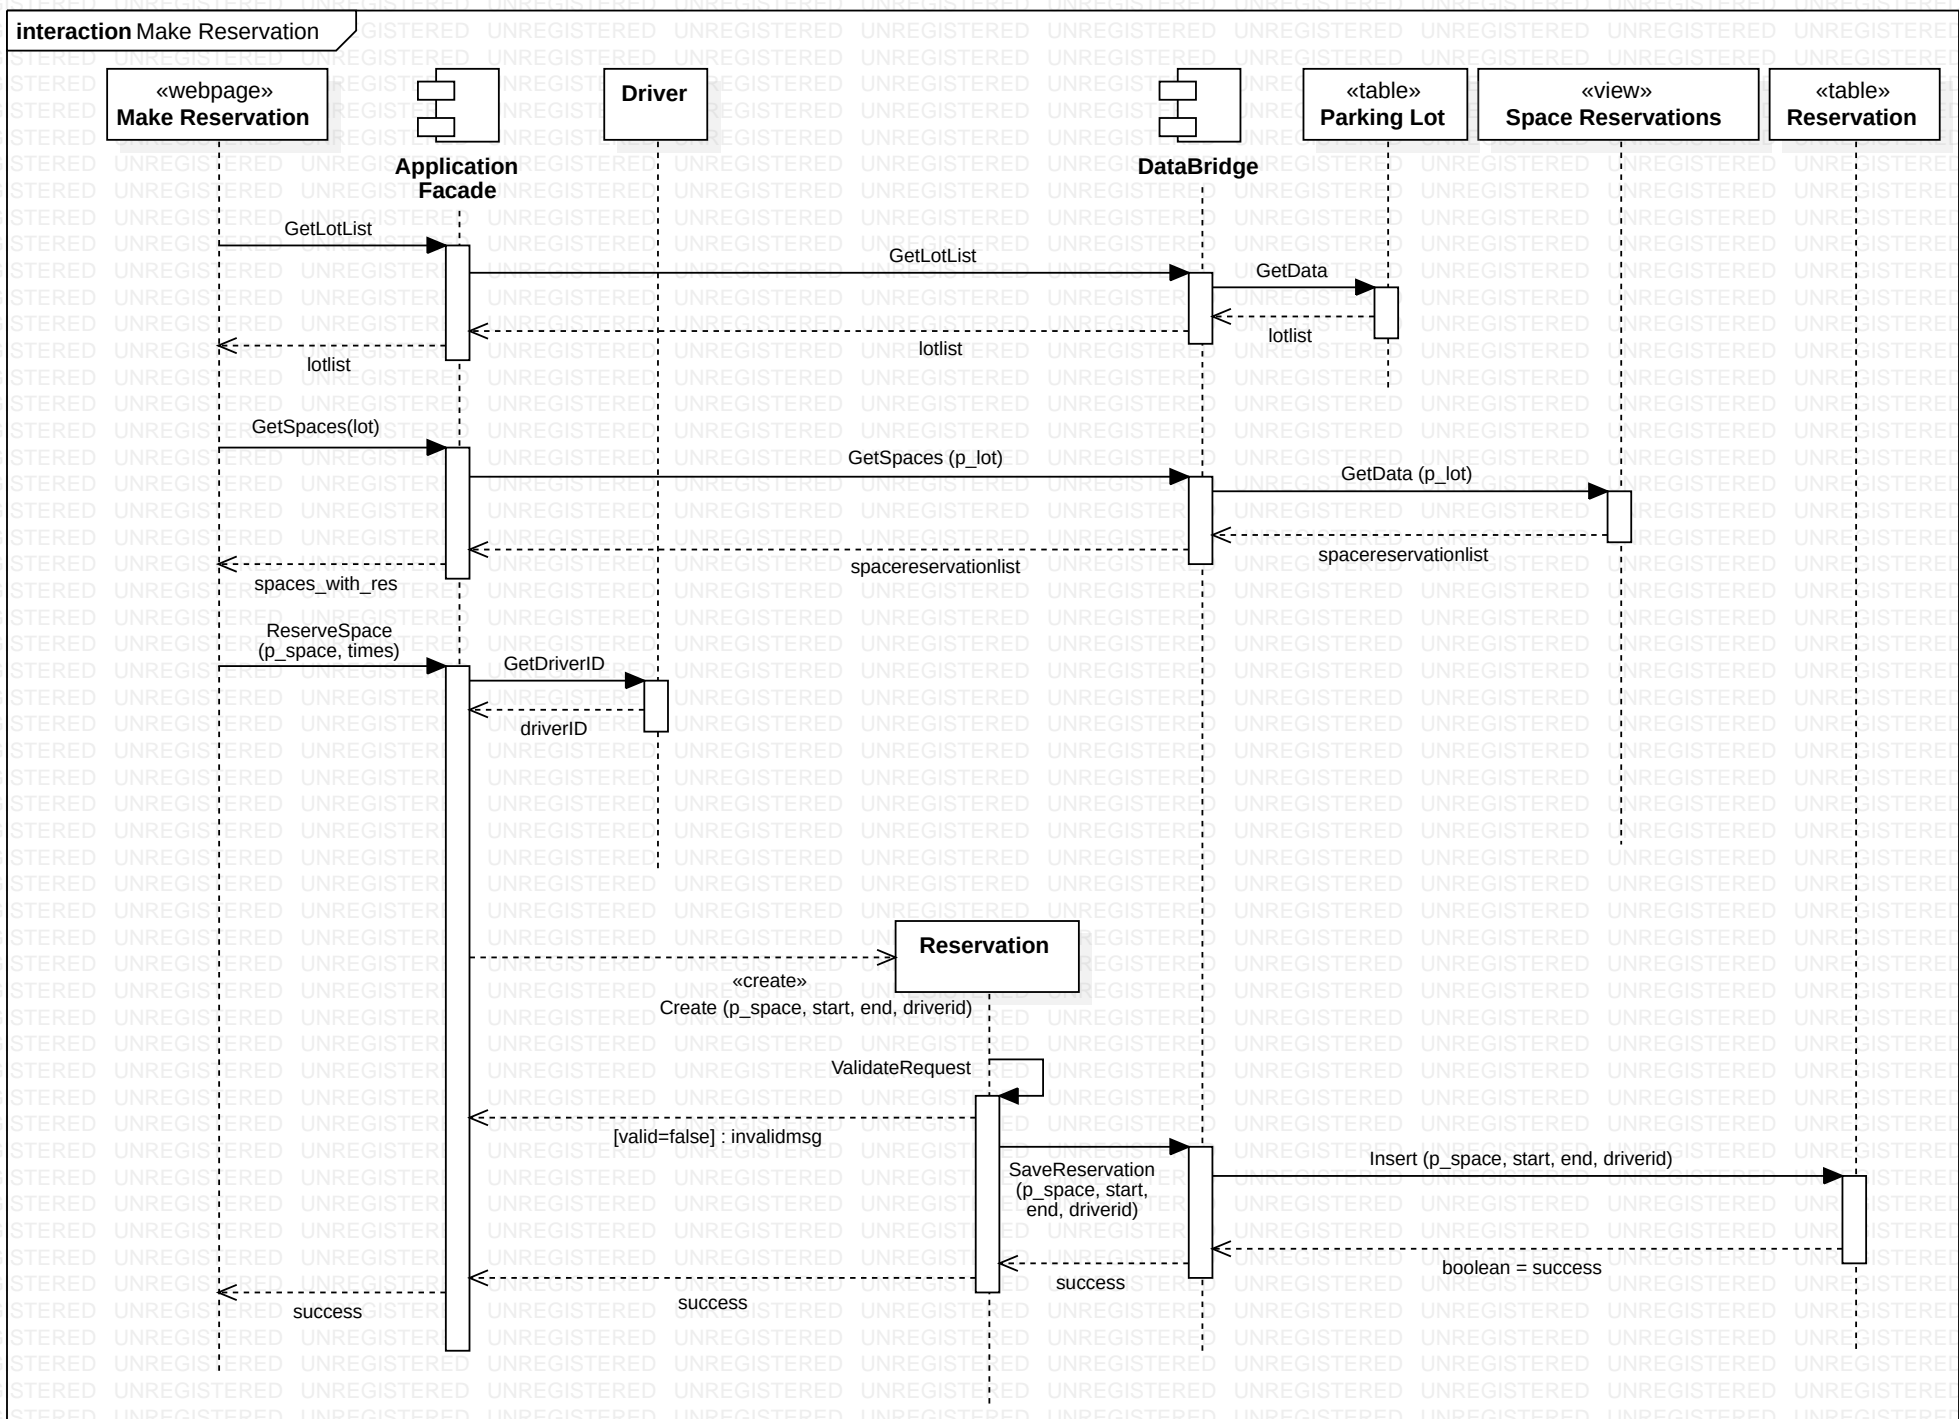 interaction Make Reservation
«webpage»
Make Reservation
Application
Facade
Driver
DataBridge
«table»
Parking Lot
«view»
Space Reservations
«table»
Reservation
GetLotList
GetLotList
GetData
lotlist
lotlist
lotlist
GetSpaces(lot)
GetSpaces (p_lot)
GetData (p_lot)
spacereservationlist
spacereservationlist
spaces_with_res
ReserveSpace
(p_space, times)
GetDriverID
driverID
Reservation
«create»
Create (p_space, start, end, driverid)
ValidateRequest
[valid=false] : invalidmsg
SaveReservation
(p_space, start,
end, driverid)
Insert (p_space, start, end, driverid)
boolean = success
success
success
success
UNREGISTERED